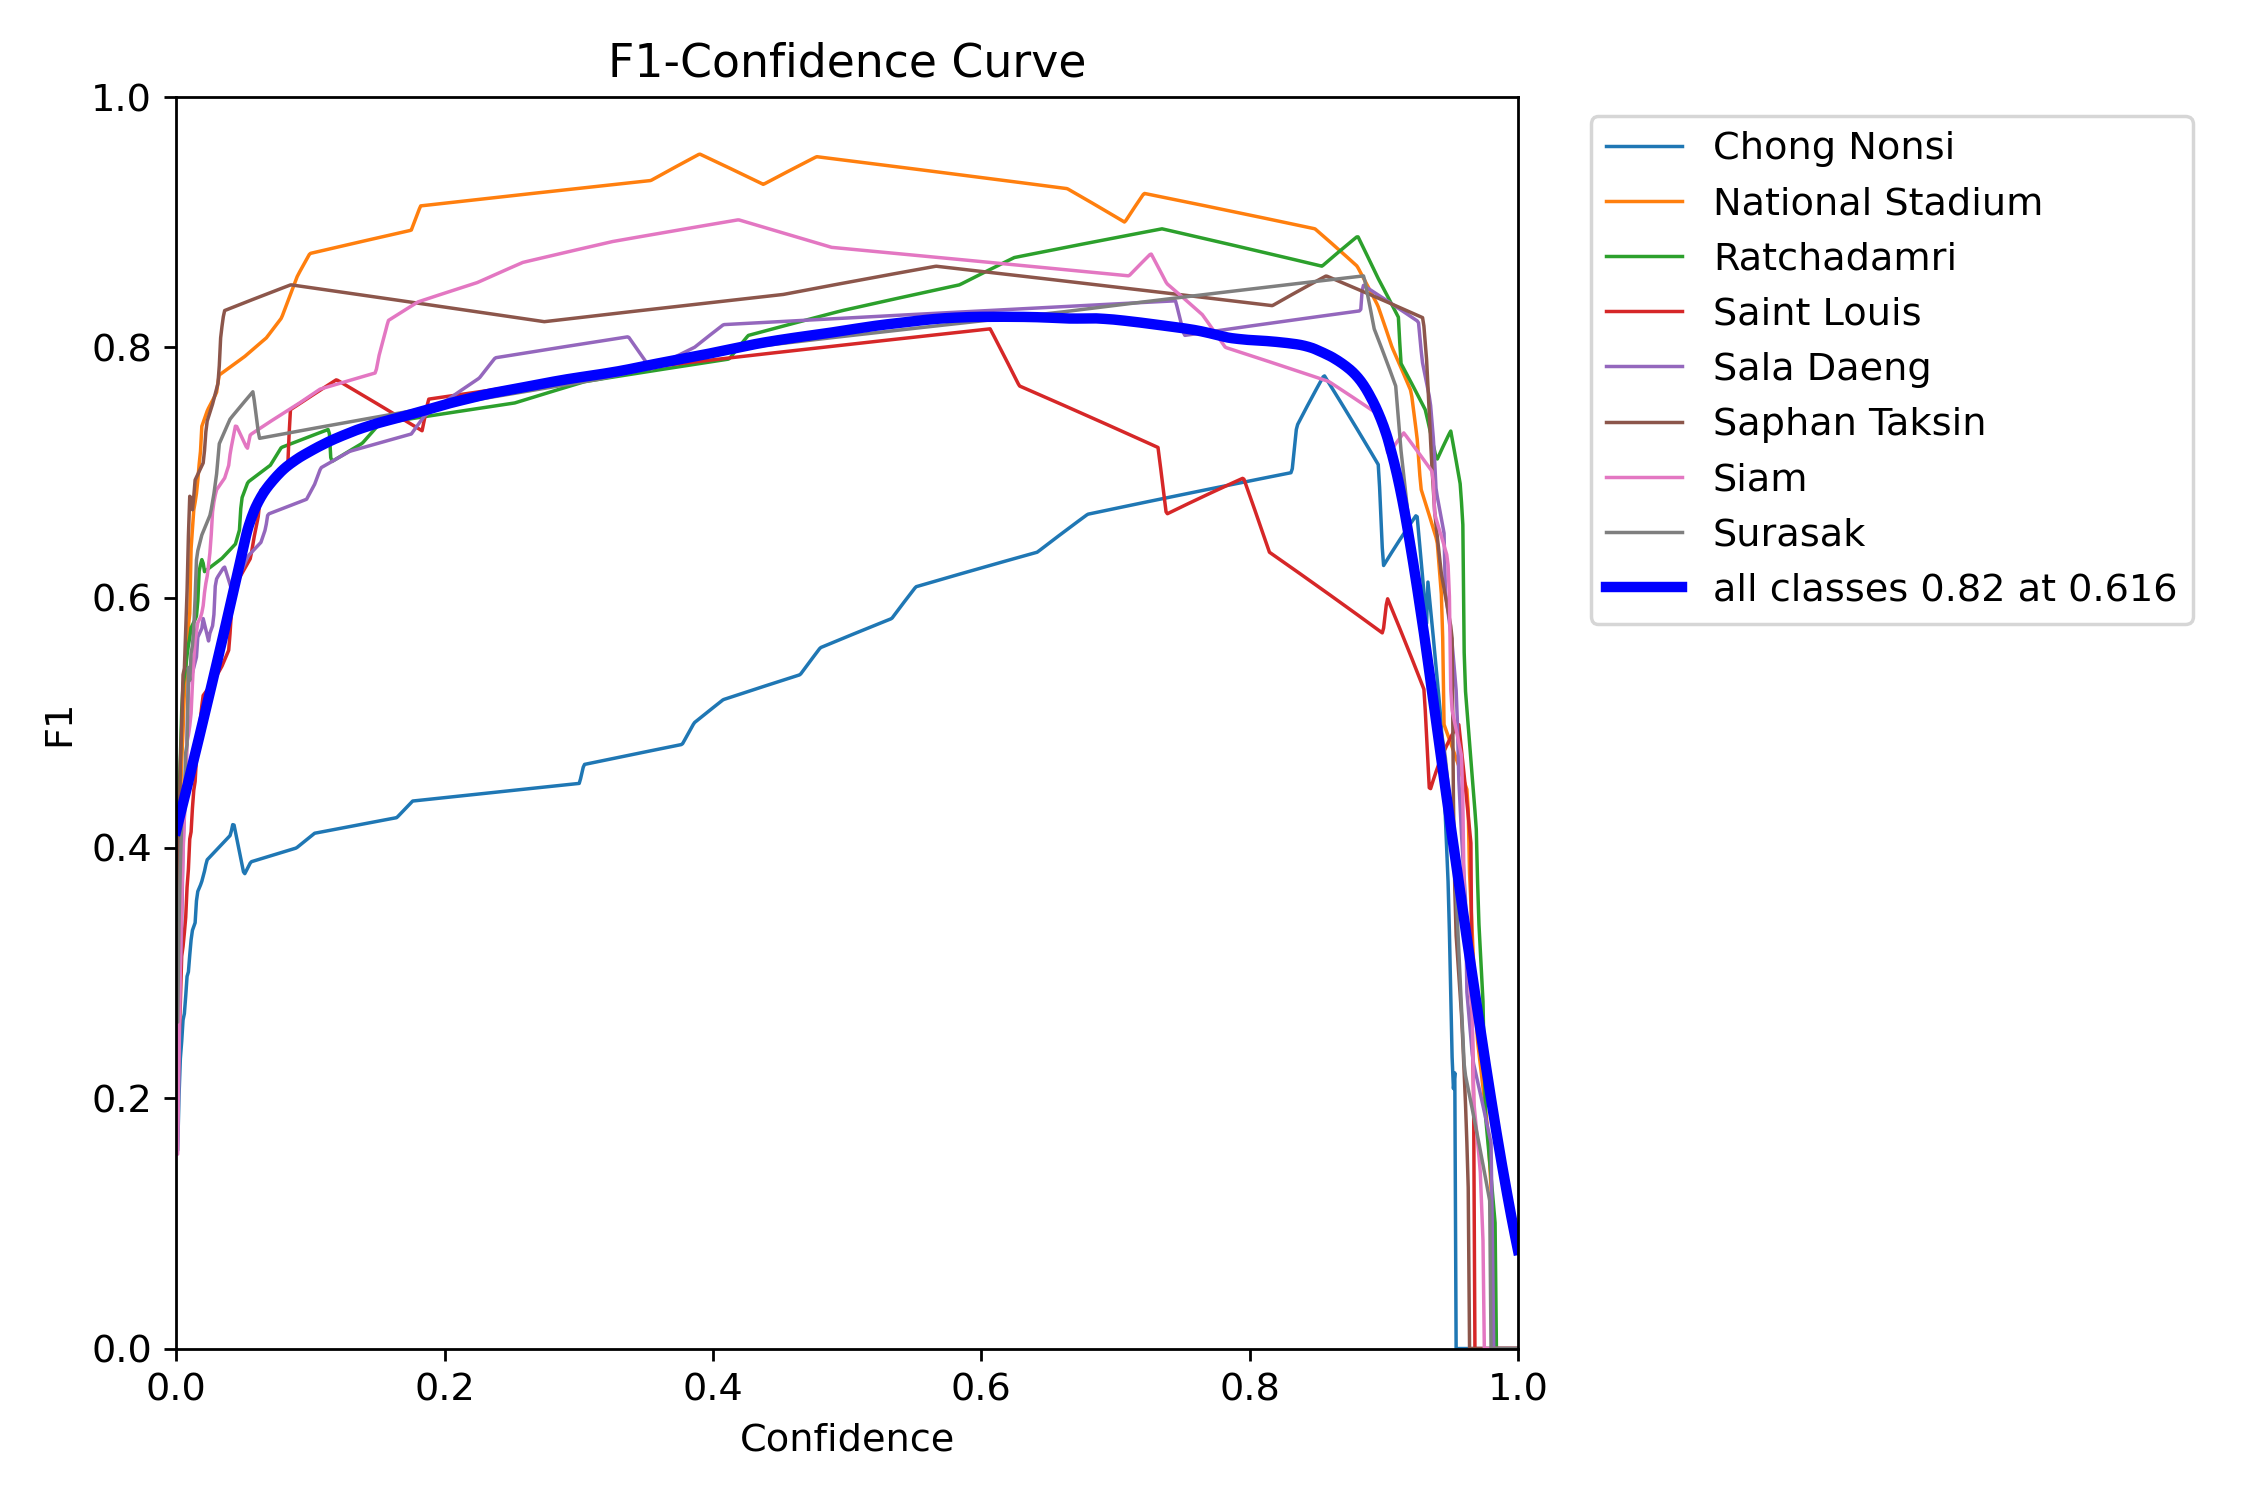 F1-Confidence Curve
1.0
0.8
0.6
0.4
0.2
0.0
F1
0.0 0.2 0.4 0.6 0.8 1.0
Confidence
Chong Nonsi
National Stadium
Ratchadamri
Saint Louis
Sala Daeng
Saphan Taksin
Siam
Surasak
all classes 0.82 at 0.616